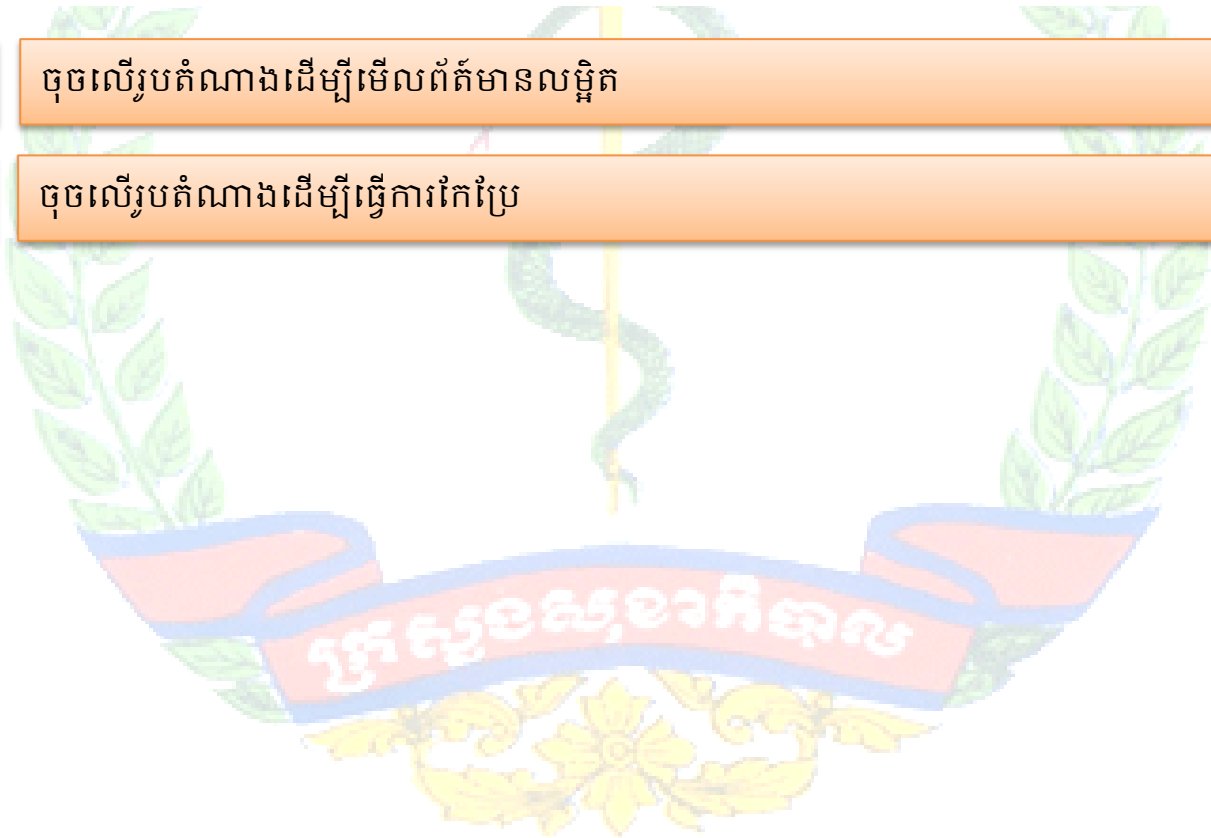 ចុចលើរូបតំណាងដើម្បីមើលព័ត៍មានលម្អិត
ចុចលើរូបតំណាងដើម្បីធ្វើការកែប្រែ
ក្រសួងសុខាភិបាល